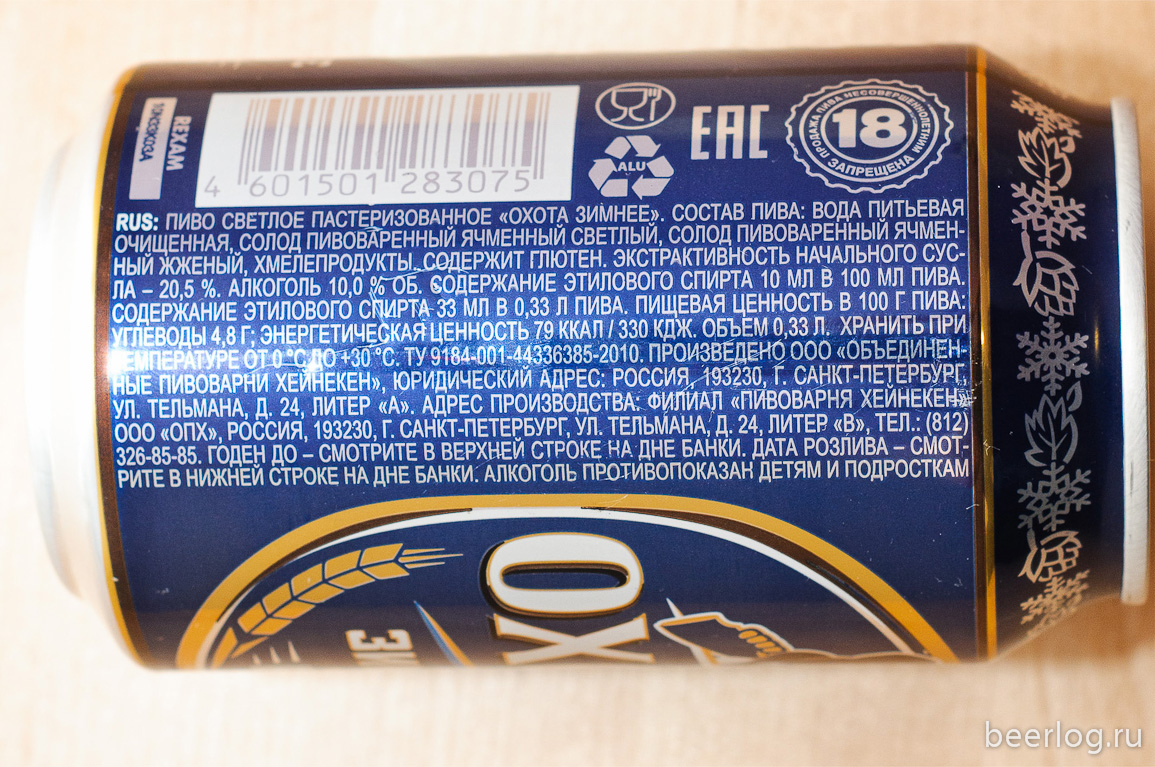 REXAM
4 601501 283075
ALU
EAC
ПРОДАЖА ПИВА НЕСОВЕРШЕННОЛЕТНИМ
18
ЗАПРЕЩЕНА
RUS: ПИВО СВЕТЛОЕ ПАСТЕРИЗОВАННОЕ «ОХОТА ЗИМНЕЕ». СОСТАВ ПИВА: ВОДА ПИТЬЕВАЯ
ОЧИЩЕННАЯ, СОЛОД ПИВОВАРЕННЫЙ ЯЧМЕННЫЙ СВЕТЛЫЙ, СОЛОД ПИВОВАРЕННЫЙ ЯЧМЕН-
НЫЙ ЖЖЕНЫЙ, ХМЕЛЕПРОДУКТЫ. СОДЕРЖИТ ГЛЮТЕН. ЭКСТРАКТИВНОСТЬ НАЧАЛЬНОГО СУС-
ЛА – 20,5 %. АЛКОГОЛЬ 10,0 % ОБ. СОДЕРЖАНИЕ ЭТИЛОВОГО СПИРТА 10 МЛ В 100 МЛ ПИВА.
СОДЕРЖАНИЕ ЭТИЛОВОГО СПИРТА 33 МЛ В 0,33 Л ПИВА. ПИЩЕВАЯ ЦЕННОСТЬ В 100 Г ПИВА:
УГЛЕВОДЫ 4,8 Г; ЭНЕРГЕТИЧЕСКАЯ ЦЕННОСТЬ 79 ККАЛ / 330 КДЖ. ОБЪЕМ 0,33 Л. ХРАНИТЬ ПРИ
ТЕМПЕРАТУРЕ ОТ 0 °С ДО +30 °С. ТУ 9184-001-44336385-2010. ПРОИЗВЕДЕНО ООО «ОБЪЕДИНЕН-
НЫЕ ПИВОВАРНИ ХЕЙНЕКЕН», ЮРИДИЧЕСКИЙ АДРЕС: РОССИЯ, 193230, Г. САНКТ-ПЕТЕРБУРГ,
УЛ. ТЕЛЬМАНА, Д. 24, ЛИТЕР «А». АДРЕС ПРОИЗВОДСТВА: ФИЛИАЛ «ПИВОВАРНЯ ХЕЙНЕКЕН»
ООО «ОПХ», РОССИЯ, 193230, Г. САНКТ-ПЕТЕРБУРГ, УЛ. ТЕЛЬМАНА, Д. 24, ЛИТЕР «В», ТЕЛ.: (812)
326-85-85. ГОДЕН ДО – СМОТРИТЕ В ВЕРХНЕЙ СТРОКЕ НА ДНЕ БАНКИ. ДАТА РОЗЛИВА – СМОТ-
РИТЕ В НИЖНЕЙ СТРОКЕ НА ДНЕ БАНКИ. АЛКОГОЛЬ ПРОТИВОПОКАЗАН ДЕТЯМ И ПОДРОСТКАМ
ОХ
ЗИ
beerlog.ru